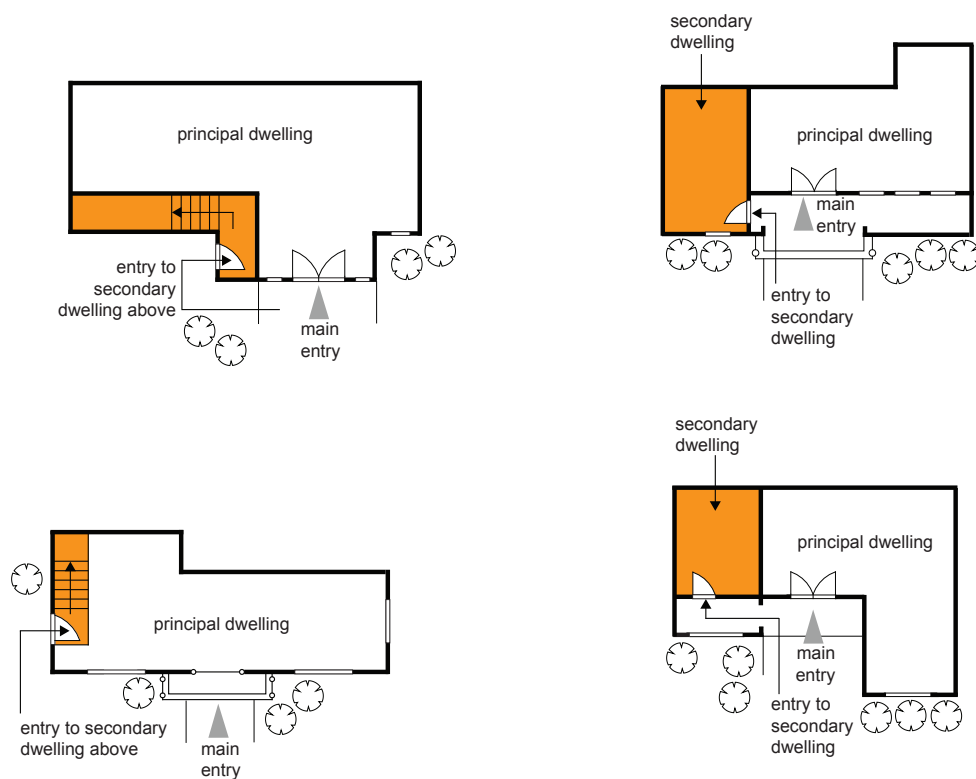 principal dwelling
entry to
secondary
dwelling above
main
entry
secondary
dwelling
principal dwelling
main
entry
entry to
secondary
dwelling
principal dwelling
entry to secondary
dwelling above
main
entry
secondary
dwelling
principal dwelling
main
entry
entry to
secondary
dwelling